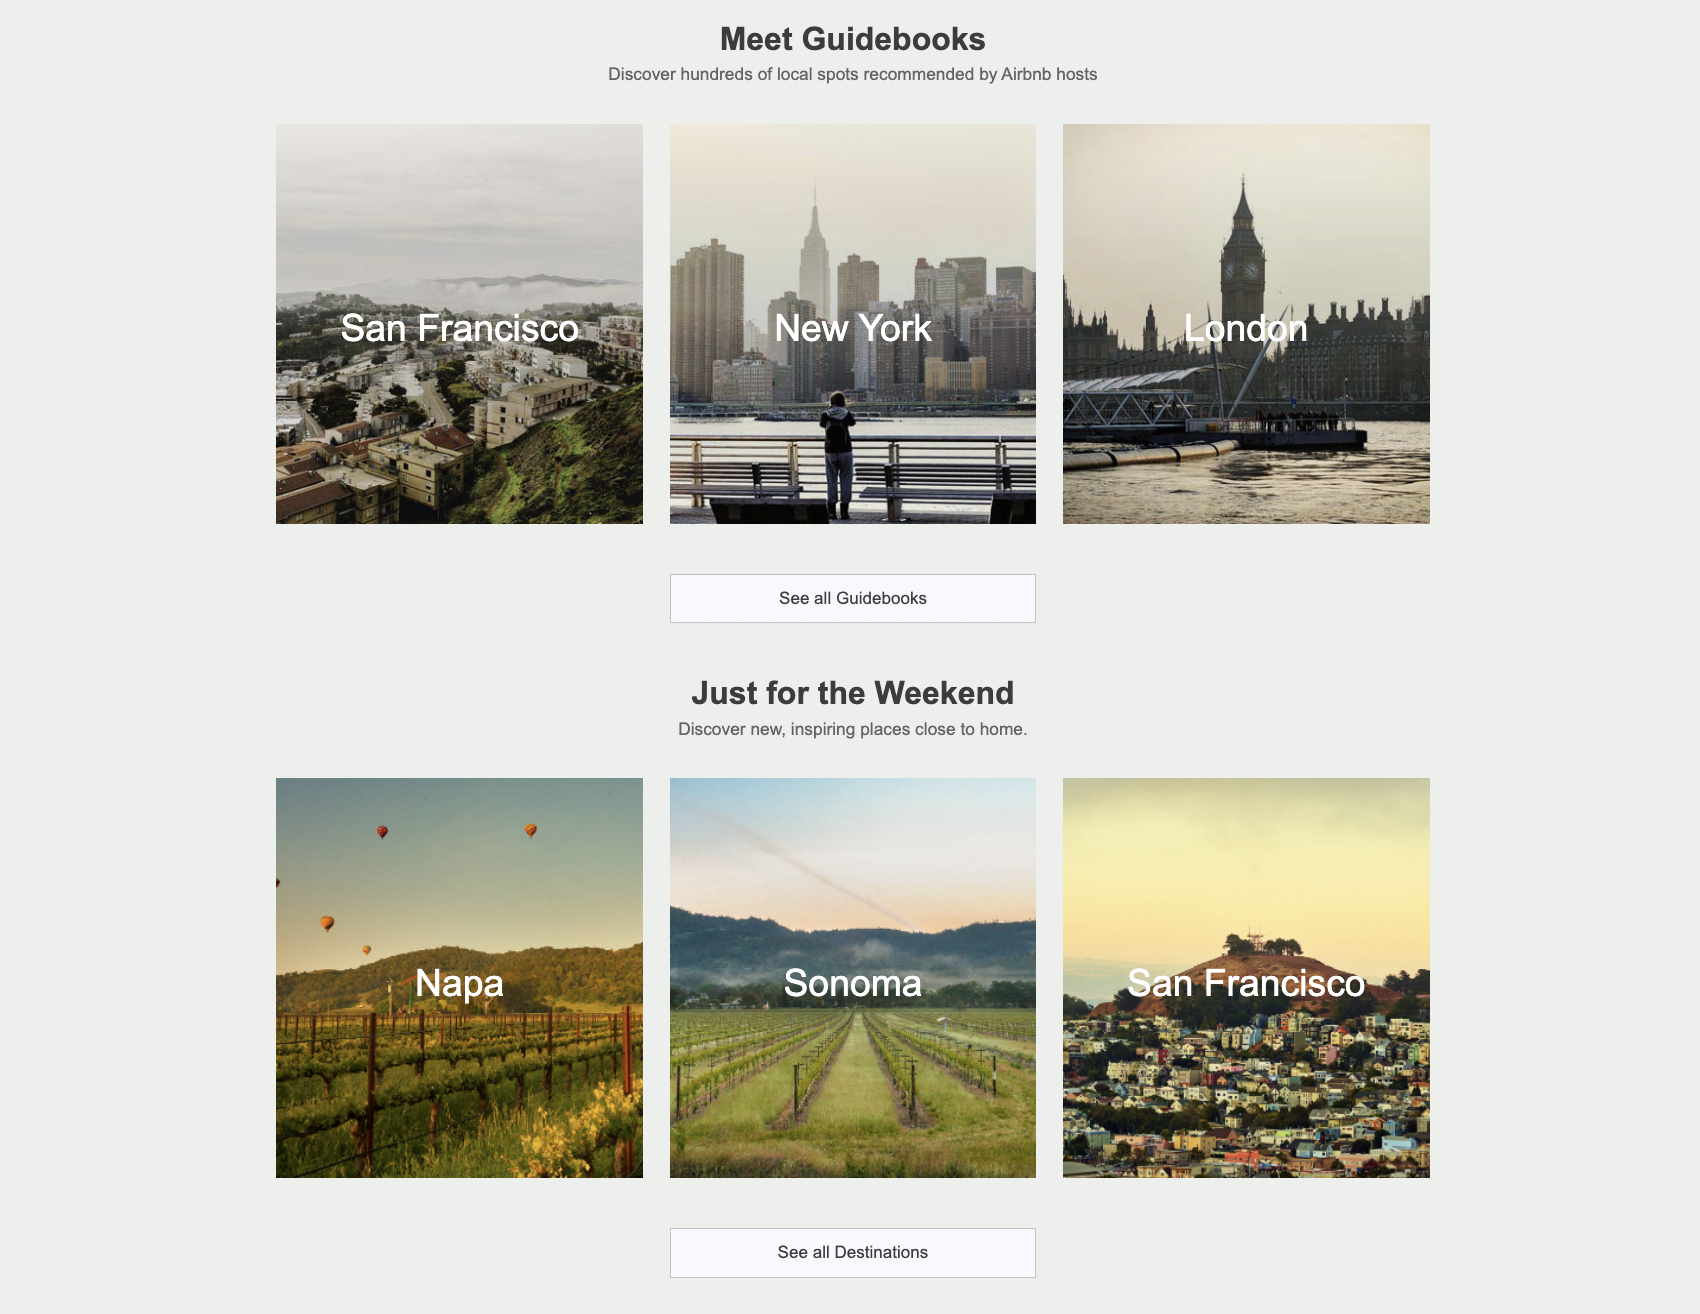 Meet Guidebooks
Discover hundreds of local spots recommended by Airbnb hosts
San Francisco
New York
London
See all Guidebooks
Just for the Weekend
Discover new, inspiring places close to home.
Napa
Sonoma
San Francisco
See all Destinations